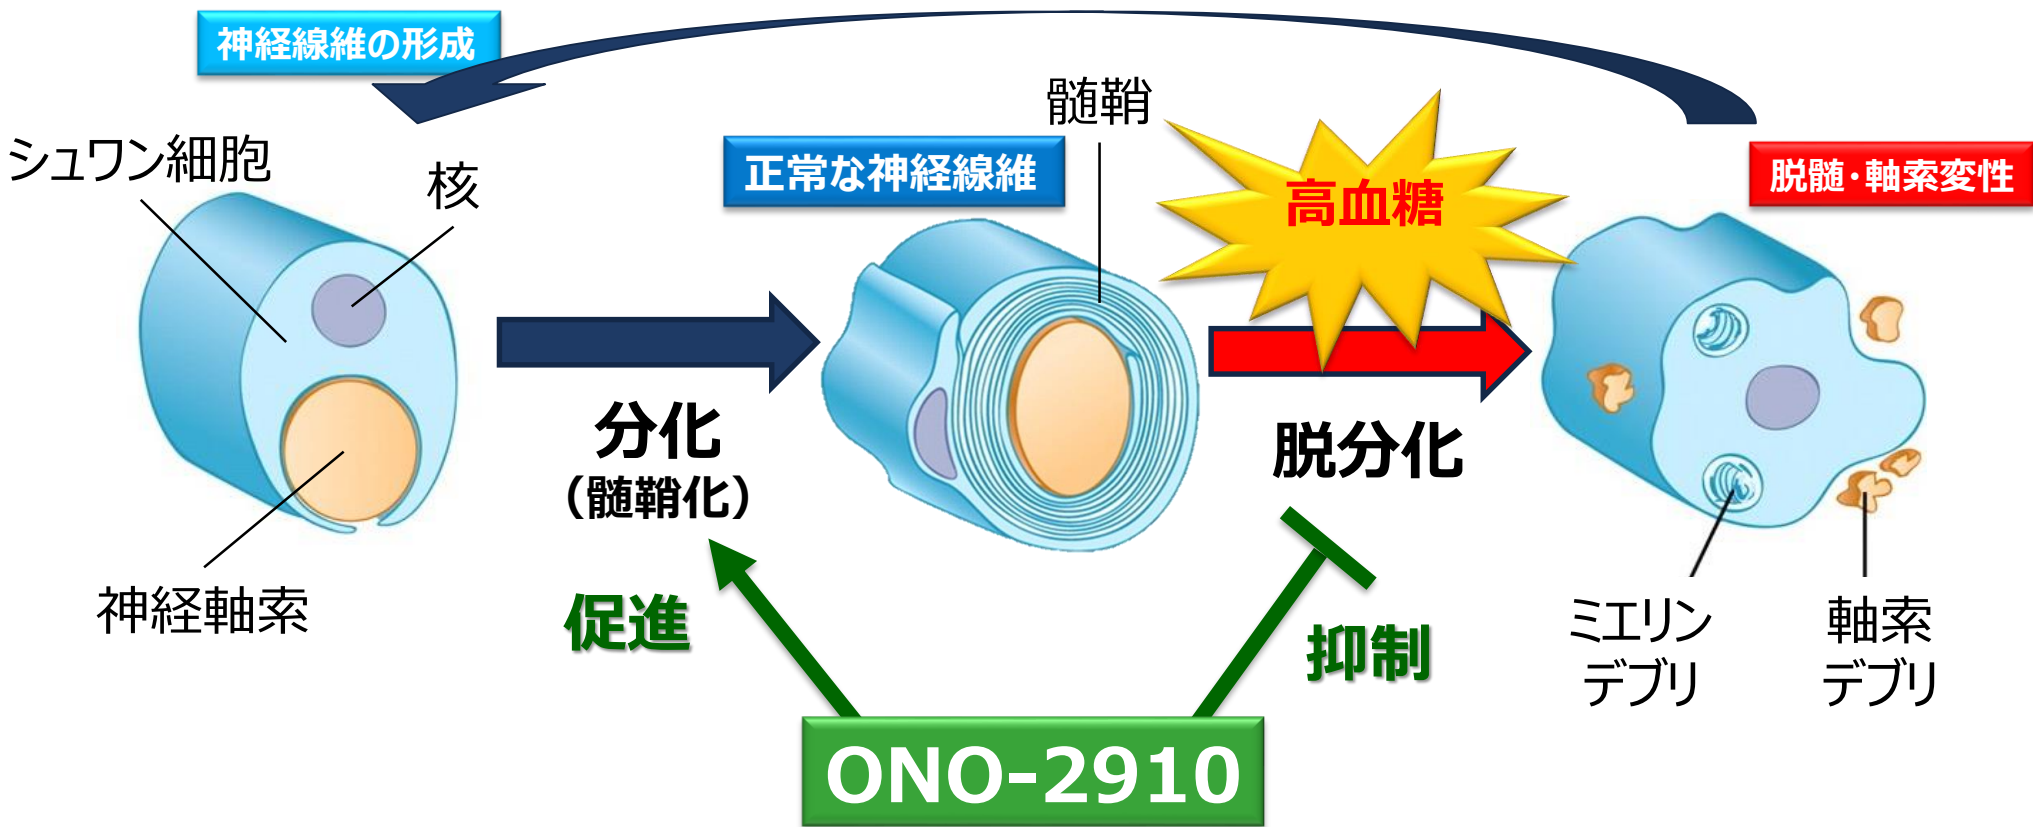 神経線維の形成
シュワン細胞
核
神経軸索
分化
（髄鞘化）
促進
正常な神経線維
髄鞘
高血糖
脱分化
抑制
ONO-2910
脱髄・軸索変性
ミエリン
デブリ
軸索
デブリ